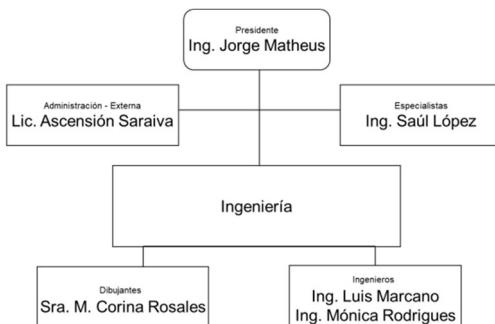 Presidente
Ing. Jorge Matheus
Administración - Externa
Lic. Ascensión Saraiva
Especialistas
Ing. Saúl López
Ingeniería
Dibujantes
Sra. M. Corina Rosales
Ingenieros
Ing. Luis Marcano
Ing. Mónica Rodrigues